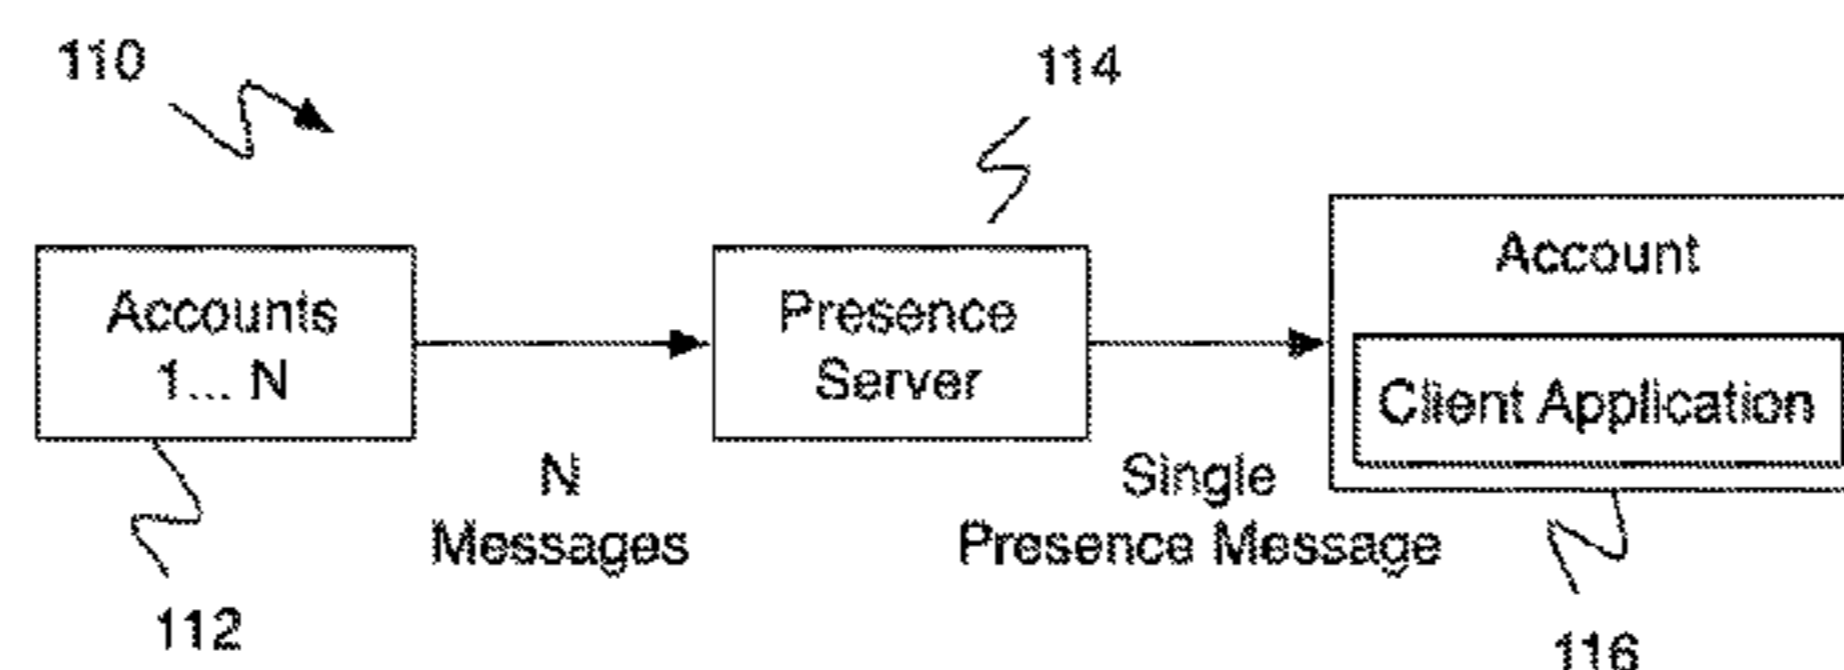 110
114
Accounts
1... N
Presence
Server
Account
Client Application
N
Messages
Single
Presence Message
112
116